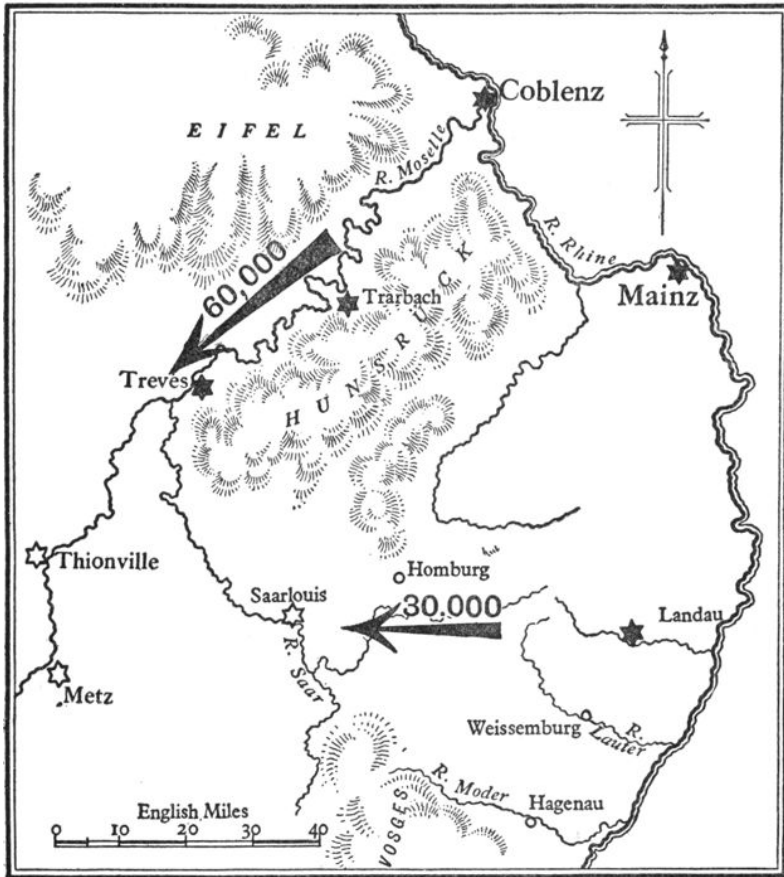 Coblenz
EIFEL
R. Moselle
R. Rhine
60,000
Trarbach
Mainz
HUNSRUCK
Treves
Thionville
Homburg
Saarlouis
30,000
Landau
R. Saar
Metz
Weissemburg
R. Lauter
R. Moder
Hagenau
VOSGES
English Miles
0 10 20 30 40